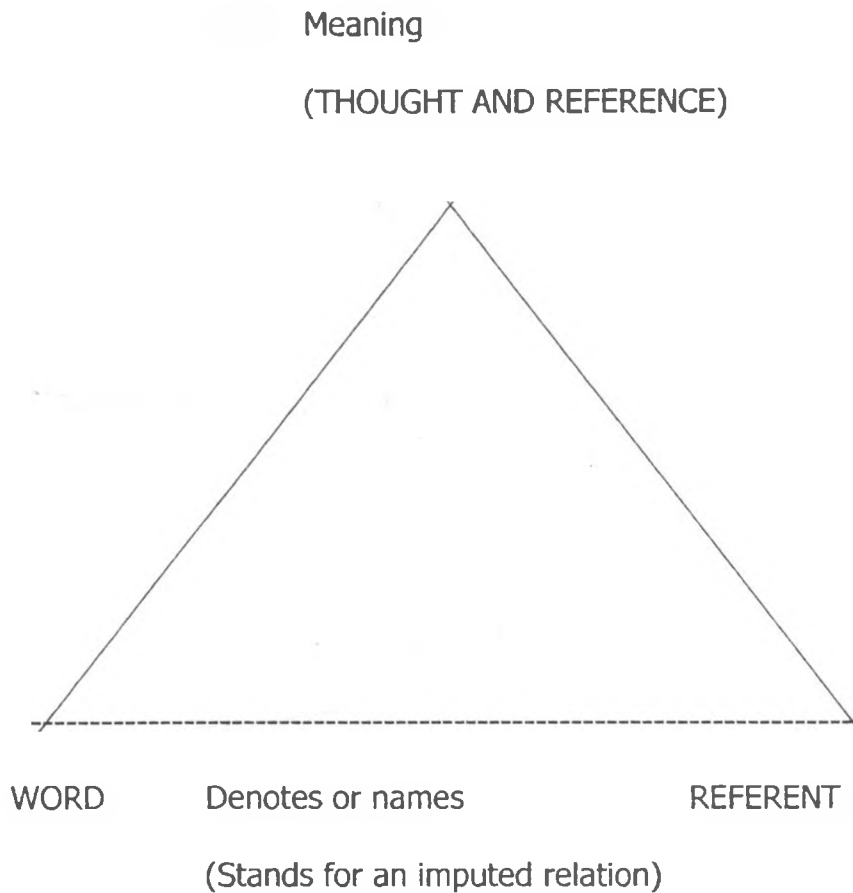 Meaning
(THOUGHT AND REFERENCE)
WORD Denotes or names REFERENT
(Stands for an imputed relation)